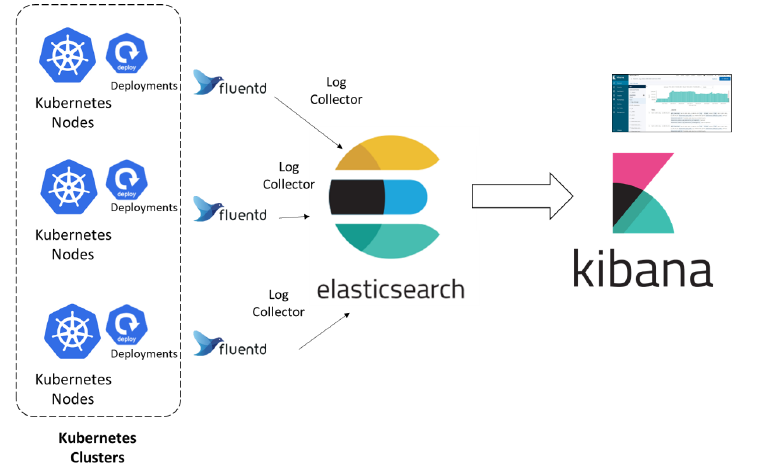 deploy
Deployments
Kubernetes
Nodes
fluentd
Log
Collector
deploy
Deployments
Kubernetes
Nodes
fluentd
Log
Collector
elasticsearch
kibana
deploy
Deployments
Kubernetes
Nodes
fluentd
Log
Collector
Kubernetes
Clusters